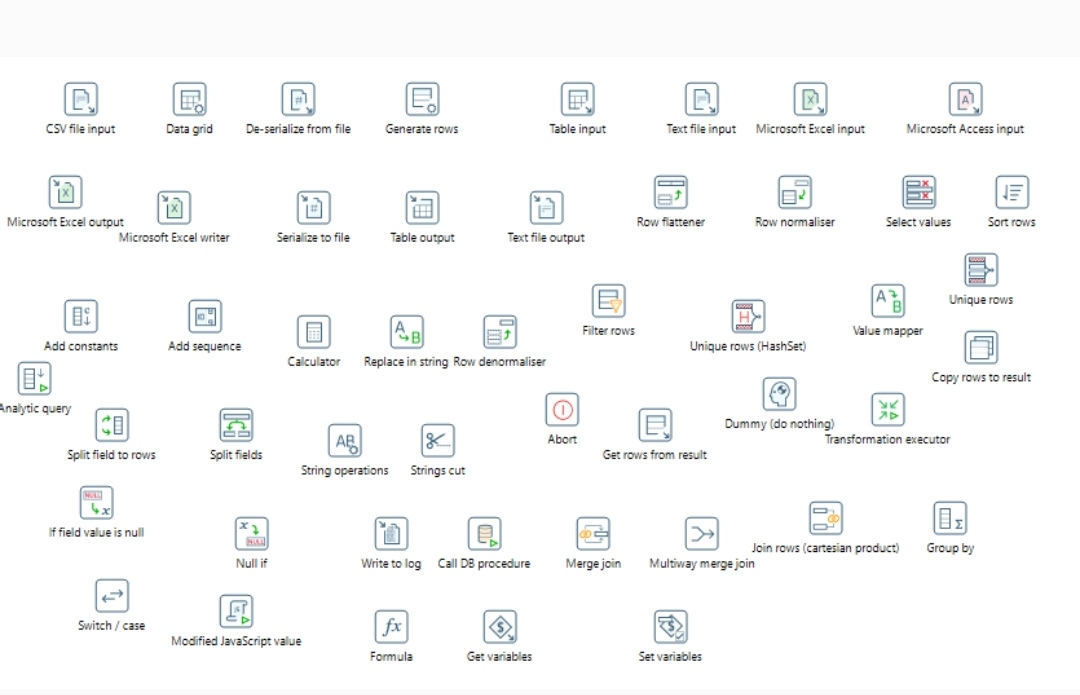 CSV file input
Data grid
De-serialize from file
Generate rows
Table input
Text file input
Microsoft Excel input
Microsoft Access input
Microsoft Excel output
Microsoft Excel writer
Serialize to file
Table output
Text file output
Row flattener
Row normaliser
Select values
Sort rows
Unique rows
Add constants
Add sequence
Calculator
Replace in string
Row denormaliser
Filter rows
Unique rows (HashSet)
Value mapper
Copy rows to result
Analytic query
Split field to rows
Split fields
String operations
Strings cut
Abort
Get rows from result
Dummy (do nothing)
Transformation executor
If field value is null
Null if
Write to log
Call DB procedure
Merge join
Multiway merge join
Join rows (cartesian product)
Group by
Switch / case
Modified JavaScript value
Formula
Get variables
Set variables